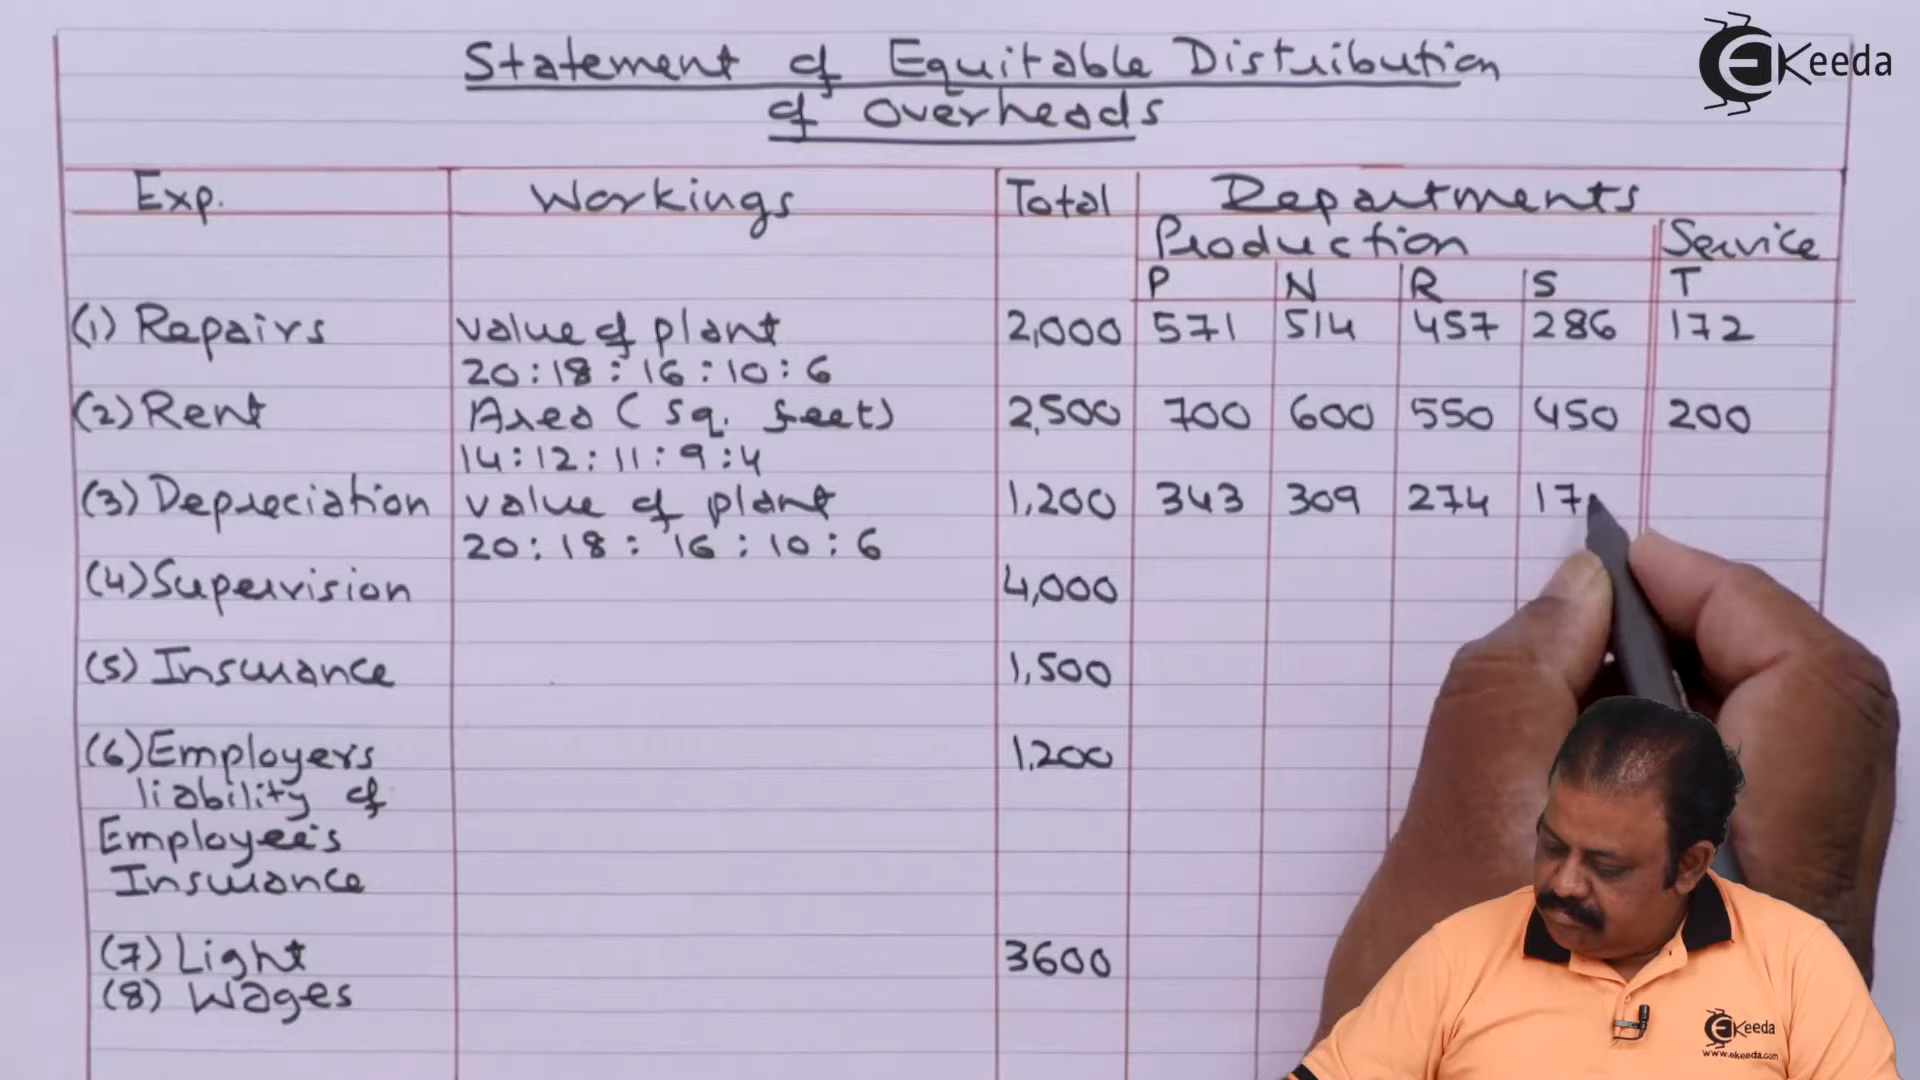 Statement of Equitable Distribution
of Overheads
EKeeda
Exp. Workings Total Departments
Production Service
P N R S T
(1) Repairs value of plant 2,000 571 514 457 286 172
20:18:16:10:6
(2) Rent Area (Sq. feet) 2,500 700 600 550 450 200
14:12:11:9:4
(3) Depreciation value of plant 1,200 343 309 274 17
20:18:16:10:6
(4) Supervision 4,000
(5) Insurance 1,500
(6) Employers 1,200
liability of
Employee's
Insurance
(7) Light 3600
(8) Wages
EKeeda
www.ekeeda.com